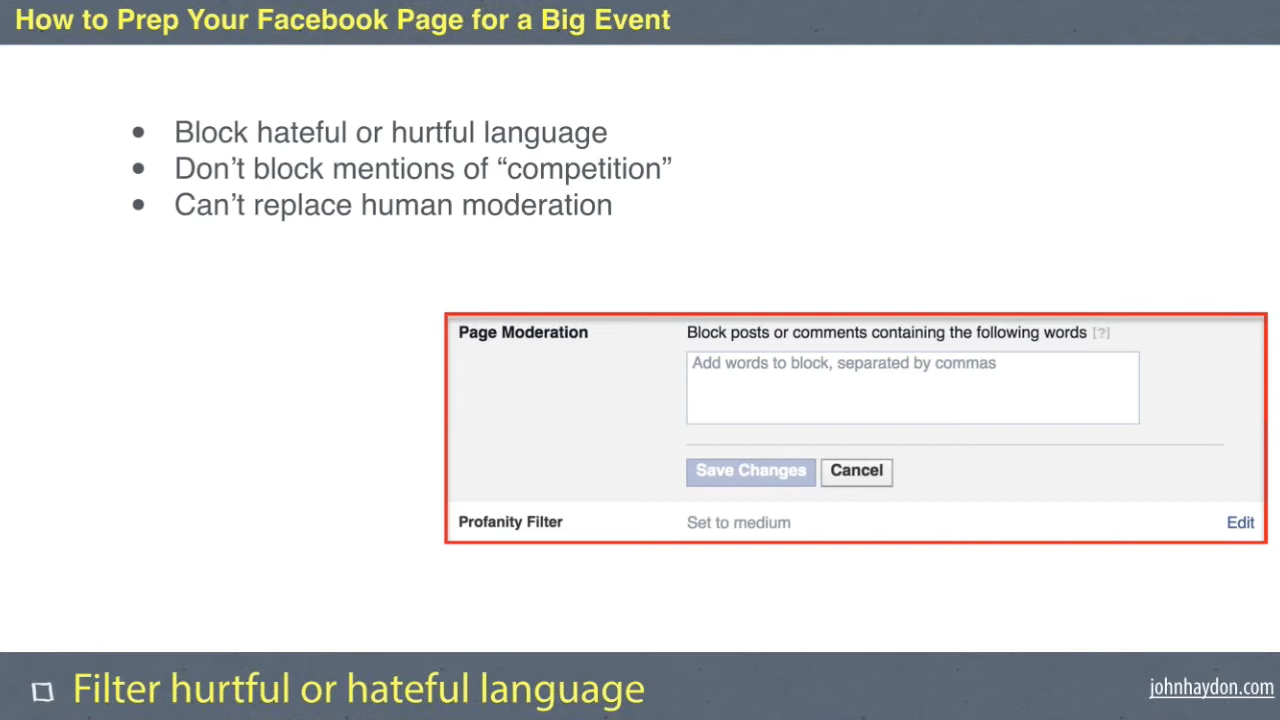 How to Prep Your Facebook Page for a Big Event
• Block hateful or hurtful language
• Don’t block mentions of “competition”
• Can’t replace human moderation
Page Moderation
Block posts or comments containing the following words [?]
Add words to block, separated by commas
Save Changes Cancel
Profanity Filter Set to medium Edit
Filter hurtful or hateful language
johnhaydon.com